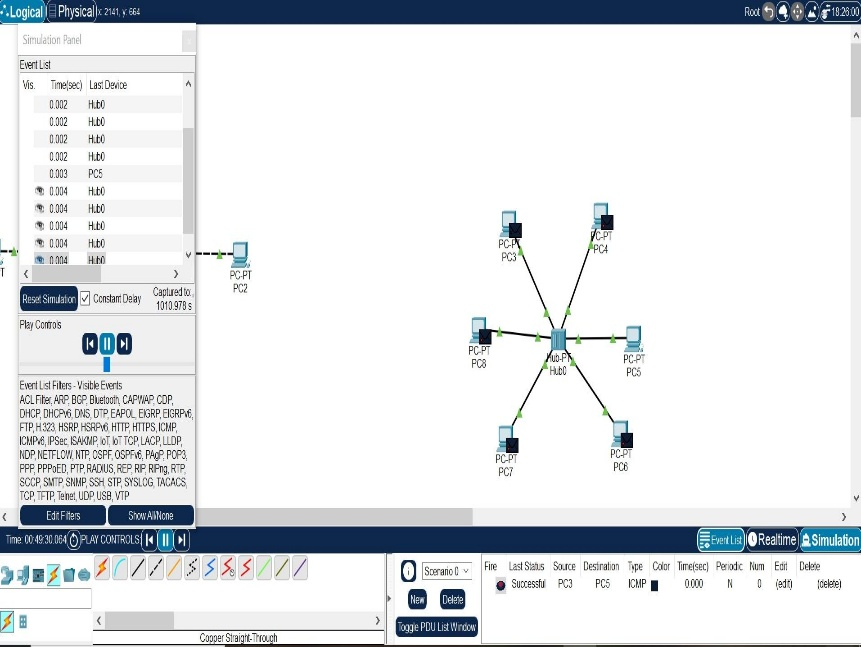 Logical Physical x: 2141, y: 664 Root 18:26:00
Simulation Panel
Event List
Vis. Time(sec) Last Device
0.002 Hub0
0.002 Hub0
0.002 Hub0
0.002 Hub0
0.003 PC5
0.004 Hub0
0.004 Hub0
0.004 Hub0
0.004 Hub0
0.004 Hub0
Reset Simulation Constant Delay Captured to:
1010.978 s
Play Controls
Event List Filters - Visible Events
ACL Filter, ARP, BGP, Bluetooth, CAPWAP, CDP,
DHCP, DHCPv6, DNS, DTP, EAPOL, EIGRP, EIGRPv6,
FTP, H.323, HSRP, HSRPv6, HTTP, HTTPS, ICMP,
ICMPv6, IPSec, ISAKMP, IoT, IoT TCP, LACP, LLDP,
NDP, NETFLOW, NTP, OSPF, OSPFv6, PAgP, POP3,
PPP, PPPoED, PTP, RADIUS, REP, RIP, RIPng, RTP,
SCCP, SMTP, SNMP, SSH, STP, SYSLOG, TACACS,
TCP, TFTP, Telnet, UDP, USB, VTP
Edit Filters Show All/None
T
PC-PT
PC2
PC-PT
PC3
PC-PT
PC4
PC-PT
PC8
Hub-PT
Hub0
PC-PT
PC5
PC-PT
PC7
PC-PT
PC6
Time: 00:49:30.064 PLAY CONTROLS: Event List Realtime Simulation
Scenario 0
New Delete
Toggle PDU List Window
Fire Last Status Source Destination Type Color Time(sec) Periodic Num Edit Delete
Successful PC3 PC5 ICMP 0.000 N 0 (edit) (delete)
Copper Straight-Through